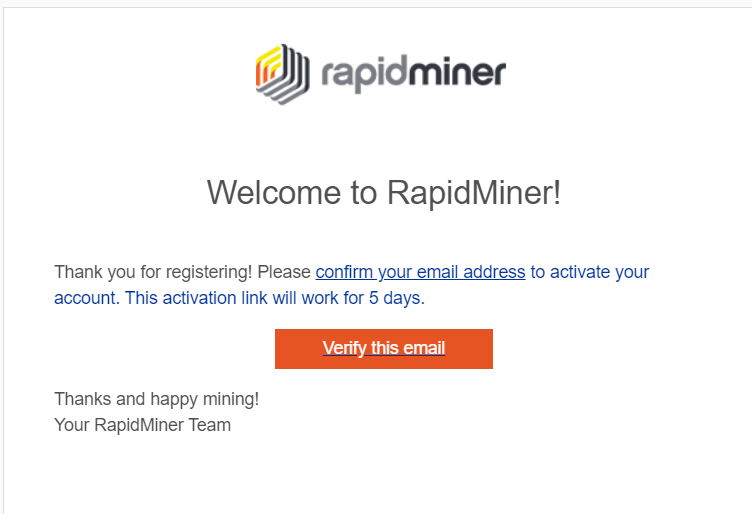 rapidminer
Welcome to RapidMiner!
Thank you for registering! Please confirm your email address to activate your
account. This activation link will work for 5 days.
Verify this email
Thanks and happy mining!
Your RapidMiner Team